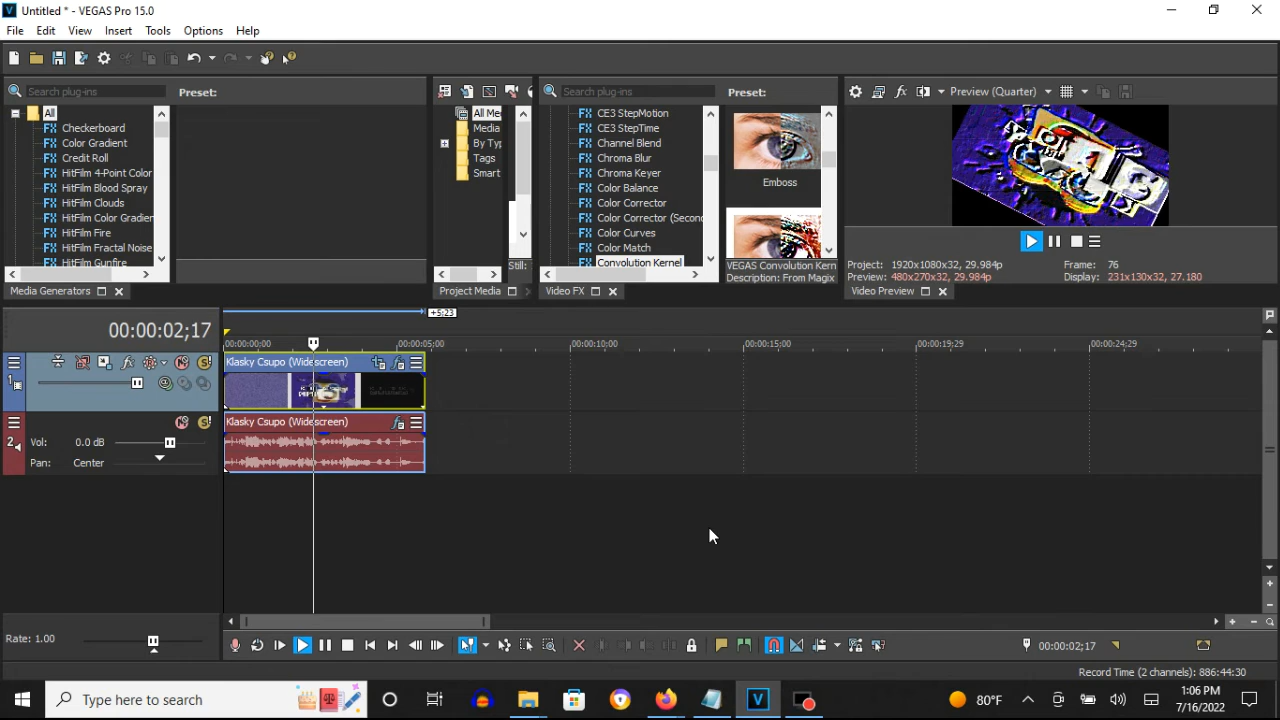 Untitled * - VEGAS Pro 15.0
File Edit View Insert Tools Options Help
Search plug-ins
Preset:
All
Checkerboard
Color Gradient
Credit Roll
HitFilm 4-Point Color
HitFilm Blood Spray
HitFilm Clouds
HitFilm Color Gradien
HitFilm Fire
HitFilm Fractal Noise
HitFilm Gunfire
Media Generators
All Me
Media
By Typ
Tags
Smart
Still:
Project Media
Search plug-ins
Preset:
CE3 StepMotion
CE3 StepTime
Channel Blend
Chroma Blur
Chroma Keyer
Color Balance
Color Corrector
Color Corrector (Secon
Color Curves
Color Match
Convolution Kernel
Emboss
VEGAS Convolution Kern
Description: From Magix
Video FX
Preview (Quarter)
Project: 1920x1080x32, 29.984p
Frame: 76
Preview: 480x270x32, 29.984p
Display: 231x130x32, 27.180
Video Preview
+5;23
00:00:02;17
00:00:00;00 00:00:05;00 00:00:10;00 00:00:15;00 00:00:19;29 00:00:24;29
1
Klasky Csupo (Widescreen)
2
Klasky Csupo (Widescreen)
Vol: 0.0 dB
Pan: Center
Rate: 1.00
00:00:02;17
Record Time (2 channels): 886:44:30
Type here to search
80°F
1:06 PM
7/16/2022